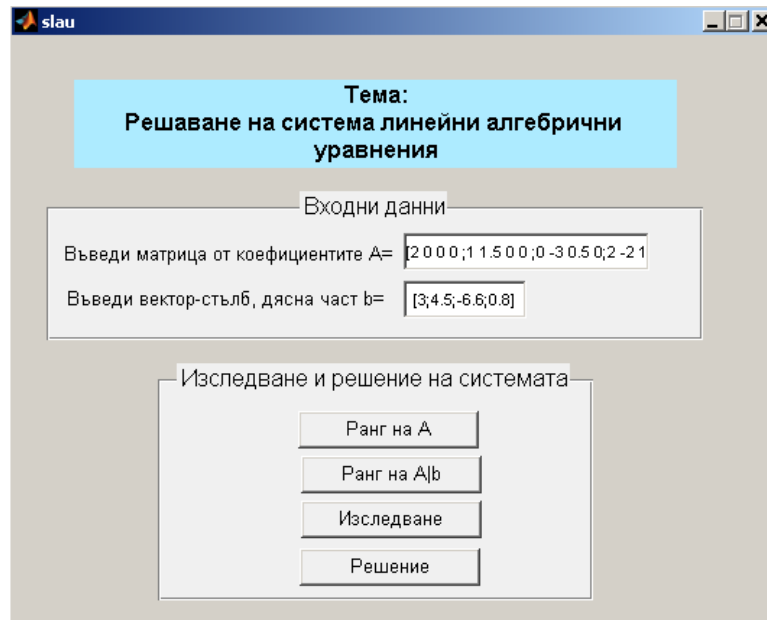 slau
Тема:
Решаване на система линейни алгебрични
уравнения
Входни данни
Въведи матрица от коефициентите A= [2 0 0 0 ;1 1.5 0 0 ;0 -3 0.5 0;2 -2 1
Въведи вектор-стълб, дясна част b= [3;4.5;-6.6;0.8]
Изследване и решение на системата
Ранг на A
Ранг на A|b
Изследване
Решение